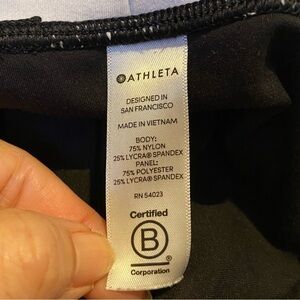 ATHLETA
DESIGNED IN
SAN FRANCISCO
MADE IN VIETNAM
BODY:
75% NYLON
25% LYCRA® SPANDEX
PANEL:
75% POLYESTER
25% LYCRA® SPANDEX
RN 54023
Certified
B
®
Corporation